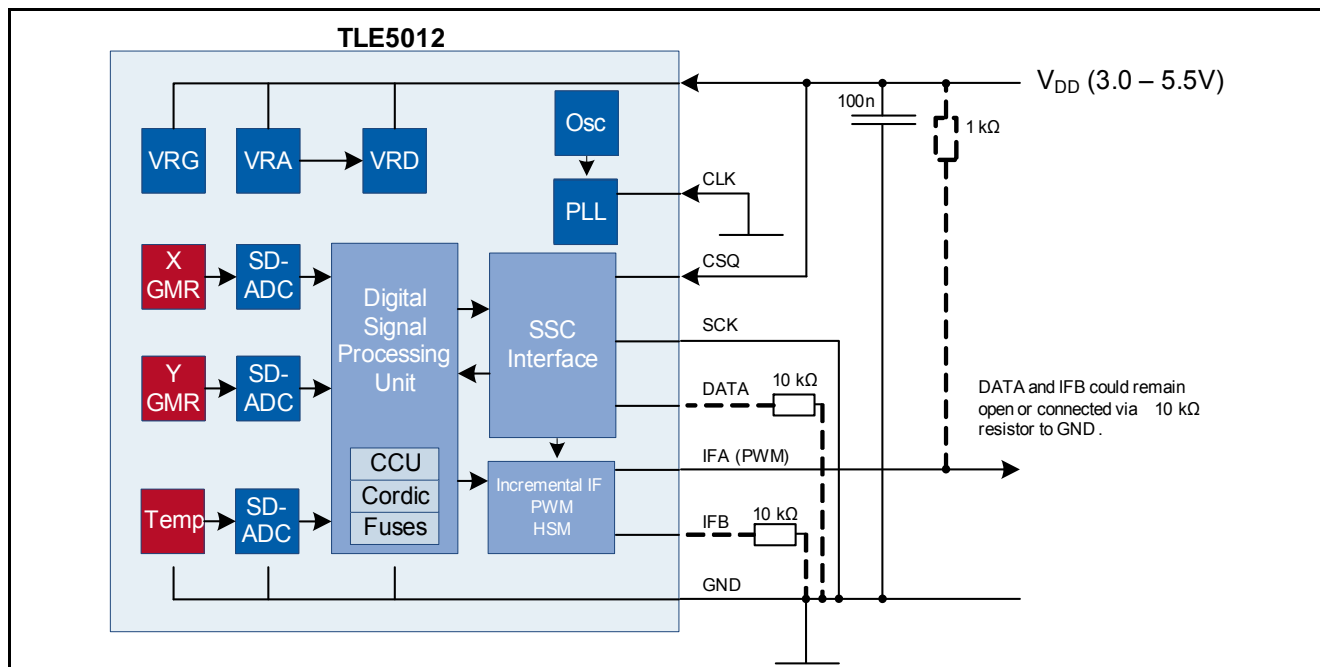 TLE5012
V_DD (3.0 – 5.5V)
100n
1 kΩ
Osc
VRG
VRA
VRD
CLK
PLL
CSQ
X
GMR
SD-
ADC
Digital
Signal
Processing
Unit
SSC
Interface
SCK
Y
GMR
SD-
ADC
DATA
10 kΩ
DATA and IFB could remain
open or connected via 10 kΩ
resistor to GND .
IFA (PWM)
CCU
Cordic
Fuses
Incremental IF
PWM
HSM
Temp
SD-
ADC
IFB
10 kΩ
GND